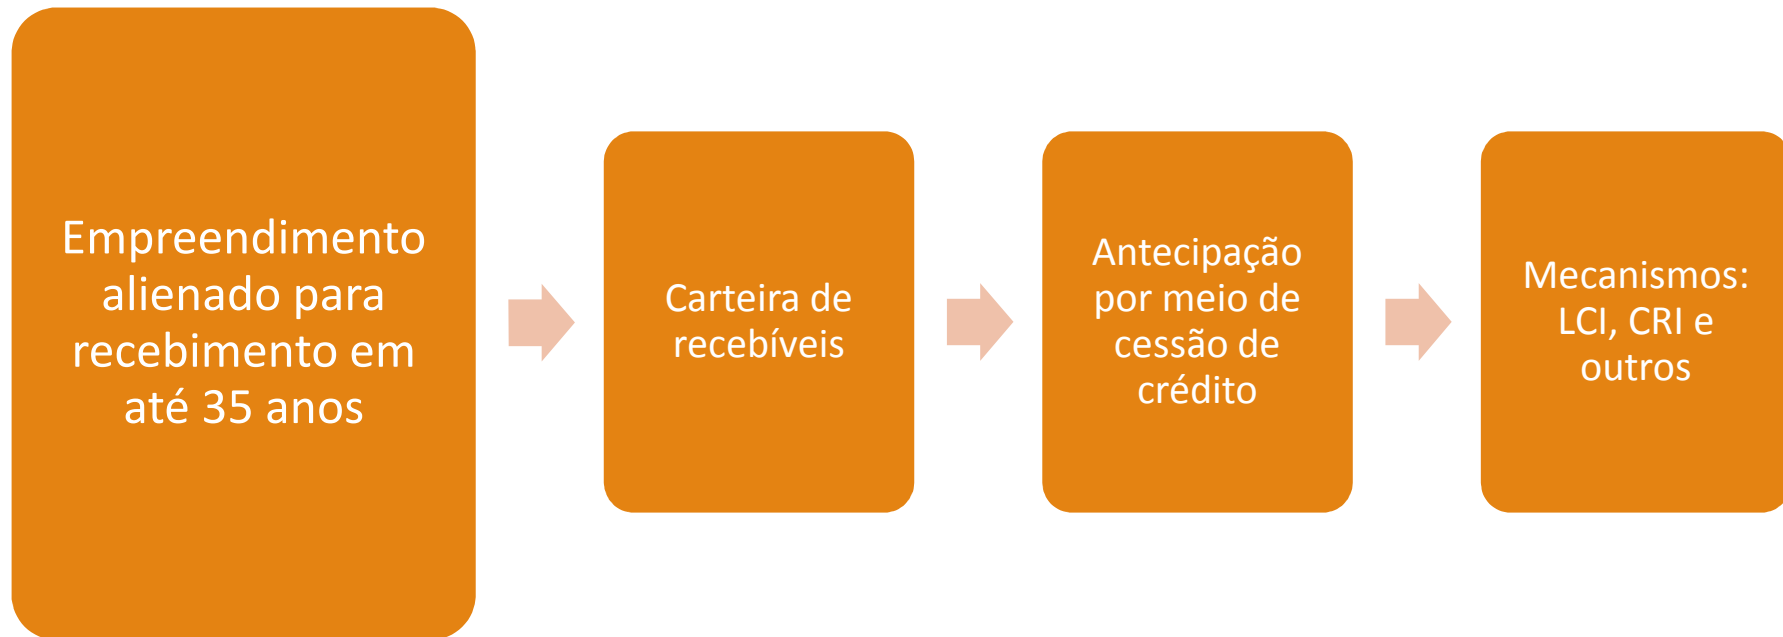 Empreendimento
alienado para
recebimento em
até 35 anos
Carteira de
recebíveis
Antecipação
por meio de
cessão de
crédito
Mecanismos:
LCI, CRI e
outros